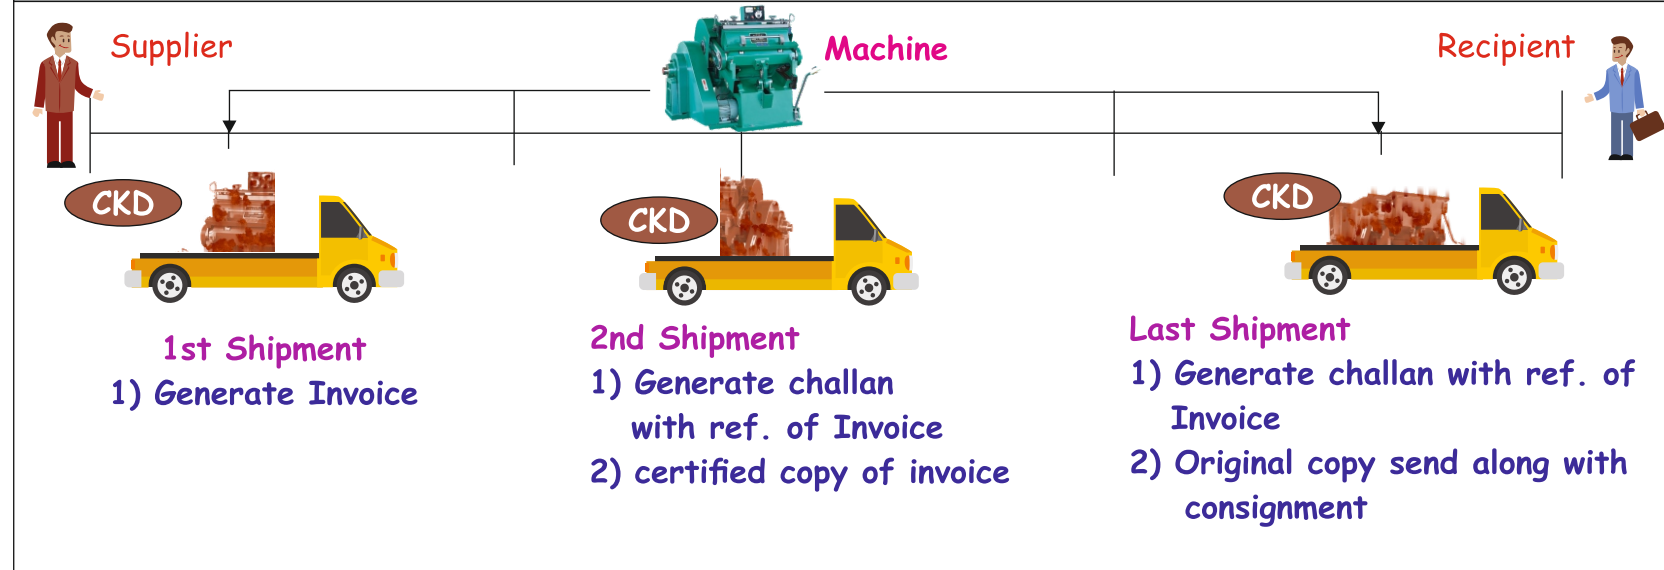 Supplier
Machine
Recipient
CKD
CKD
CKD
1st Shipment
1) Generate Invoice
2nd Shipment
1) Generate challan
with ref. of Invoice
2) certified copy of invoice
Last Shipment
1) Generate challan with ref. of
Invoice
2) Original copy send along with
consignment